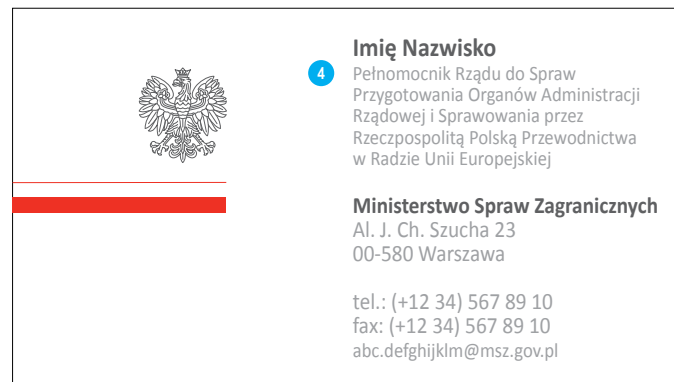 Imię Nazwisko
4
Pełnomocnik Rządu do Spraw
Przygotowania Organów Administracji
Rządowej i Sprawowania przez
Rzeczpospolitą Polską Przewodnictwa
w Radzie Unii Europejskiej
Ministerstwo Spraw Zagranicznych
Al. J. Ch. Szucha 23
00-580 Warszawa
tel.: (+12 34) 567 89 10
fax: (+12 34) 567 89 10
abc.defghijklm@msz.gov.pl